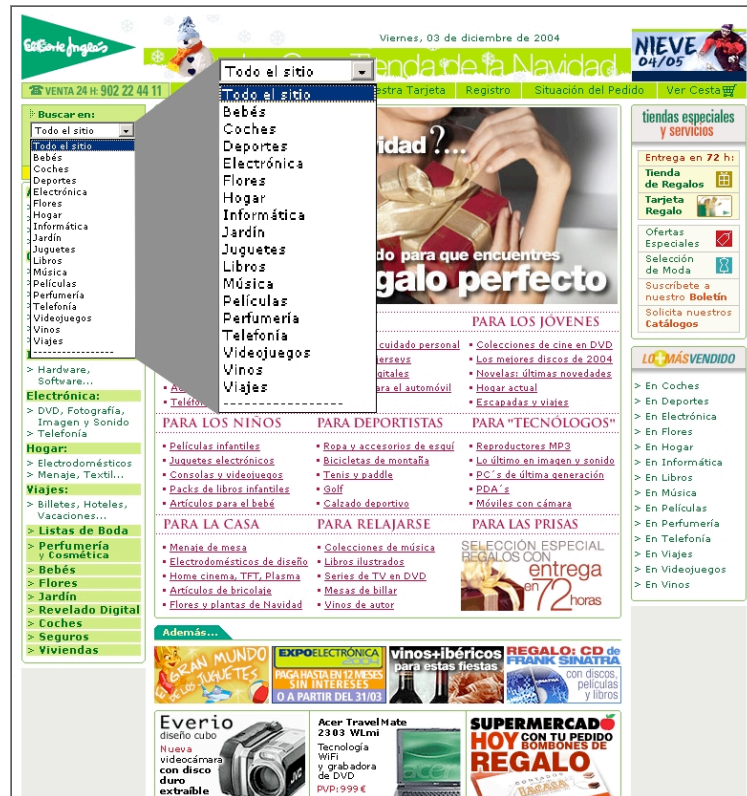 El Corte Inglés
Viernes, 03 de diciembre de 2004
Tienda de la Navidad
NIEVE
04/05
VENTA 24 H: 902 22 44 11
estra Tarjeta
Registro
Situación del Pedido
Ver Cesta
Buscar en:
Todo el sitio
Todo el sitio
Bebés
Coches
Deportes
Electrónica
Flores
Hogar
Informática
Jardín
Juguetes
Libros
Música
Películas
Perfumería
Telefonía
Videojuegos
Vinos
Viajes
----------------
Todo el sitio
Todo el sitio
Bebés
Coches
Deportes
Electrónica
Flores
Hogar
Informática
Jardín
Juguetes
Libros
Música
Películas
Perfumería
Telefonía
Videojuegos
Vinos
Viajes
----------------
> Hardware,
Software...
Electrónica:
> DVD, Fotografía,
Imagen y Sonido
> Telefonía
Hogar:
> Electrodomésticos
> Menaje, Textil...
Viajes:
> Billetes, Hoteles,
Vacaciones...
> Listas de Boda
> Perfumería
y Cosmética
> Bebés
> Flores
> Jardín
> Revelado Digital
> Coches
> Seguros
> Viviendas
idad ?...
do para que encuentres
galo perfecto
cuidado personal
jerseys
gitales
ara el automóvil
PARA LOS JÓVENES
Colecciones de cine en DVD
Los mejores discos de 2004
Novelas: últimas novedades
Hogar actual
Escapadas y viajes
PARA LOS NIÑOS
Películas infantiles
Juguetes electrónicos
Consolas y videojuegos
Packs de libros infantiles
Artículos para el bebé
PARA DEPORTISTAS
Ropa y accesorios de esquí
Bicicletas de montaña
Tenis y paddle
Golf
Calzado deportivo
PARA "TECNÓLOGOS"
Reproductores MP3
Lo último en imagen y sonido
PC´s de última generación
PDA´s
Móviles con cámara
PARA LA CASA
Menaje de mesa
Electrodomésticos de diseño
Home cinema, TFT, Plasma
Artículos de bricolaje
Flores y plantas de Navidad
PARA RELAJARSE
Colecciones de música
Libros ilustrados
Series de TV en DVD
Mesas de billar
Vinos de autor
PARA LAS PRISAS
SELECCIÓN ESPECIAL
REGALOS CON
entrega
en 72 horas
tiendas especiales
y servicios
Entrega en 72 h:
Tienda
de Regalos
Tarjeta
Regalo
Ofertas
Especiales
Selección
de Moda
Suscríbete a
nuestro Boletín
Solicita nuestros
Catálogos
LO+MÁSVENDIDO
> En Coches
> En Deportes
> En Electrónica
> En Flores
> En Hogar
> En Informática
> En Libros
> En Música
> En Películas
> En Perfumería
> En Telefonía
> En Viajes
> En Videojuegos
> En Vinos
Además...
GRAN MUNDO
DE LOS JUGUETES
EXPOELECTRÓNICA
2004
PAGA HASTA EN 12 MESES
SIN INTERESES
O A PARTIR DEL 31/03
vinos+ibéricos
para estas fiestas
REGALO: CD de
FRANK SINATRA
con discos,
películas
y libros
Everio
diseño cubo
Nueva
videocámara
con disco
duro
extraíble
JVC
Acer TravelMate
2303 WLmi
Tecnología
WiFi
y grabadora
de DVD
PVP:999 €
SUPERMERCADO
HOY CON TU PEDIDO
BOMBONES DE
REGALO